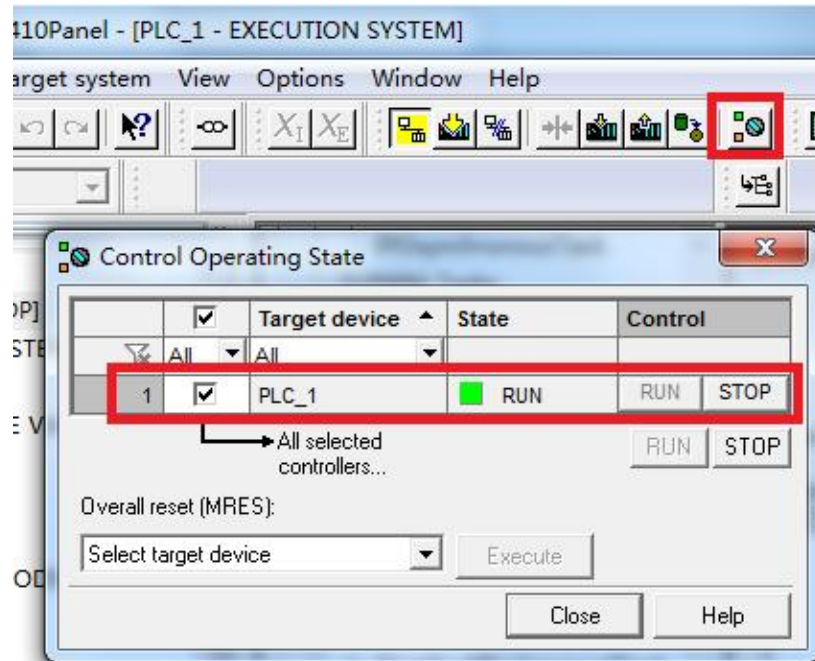 410Panel - [PLC_1 - EXECUTION SYSTEM]
arget system View Options Window Help
X_I X_E
Control Operating State
OP]
Target device State Control
STE
All All
1 PLC_1 RUN RUN STOP
E V
All selected
controllers...
RUN STOP
Overall reset (MRES):
Select target device Execute
OD
Close Help